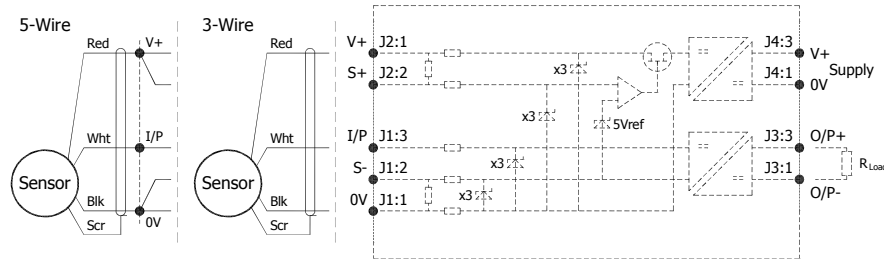 5-Wire
Red
V+
Wht
I/P
Sensor
Blk
0V
Scr
3-Wire
Red
Wht
Sensor
Blk
Scr
V+ J2:1
S+ J2:2
I/P J1:3
S- J1:2
0V J1:1
x3
x3
x3
x3
5Vref
J4:3 V+
Supply
J4:1 0V
J3:3 O/P+
J3:1 O/P-
RLoad